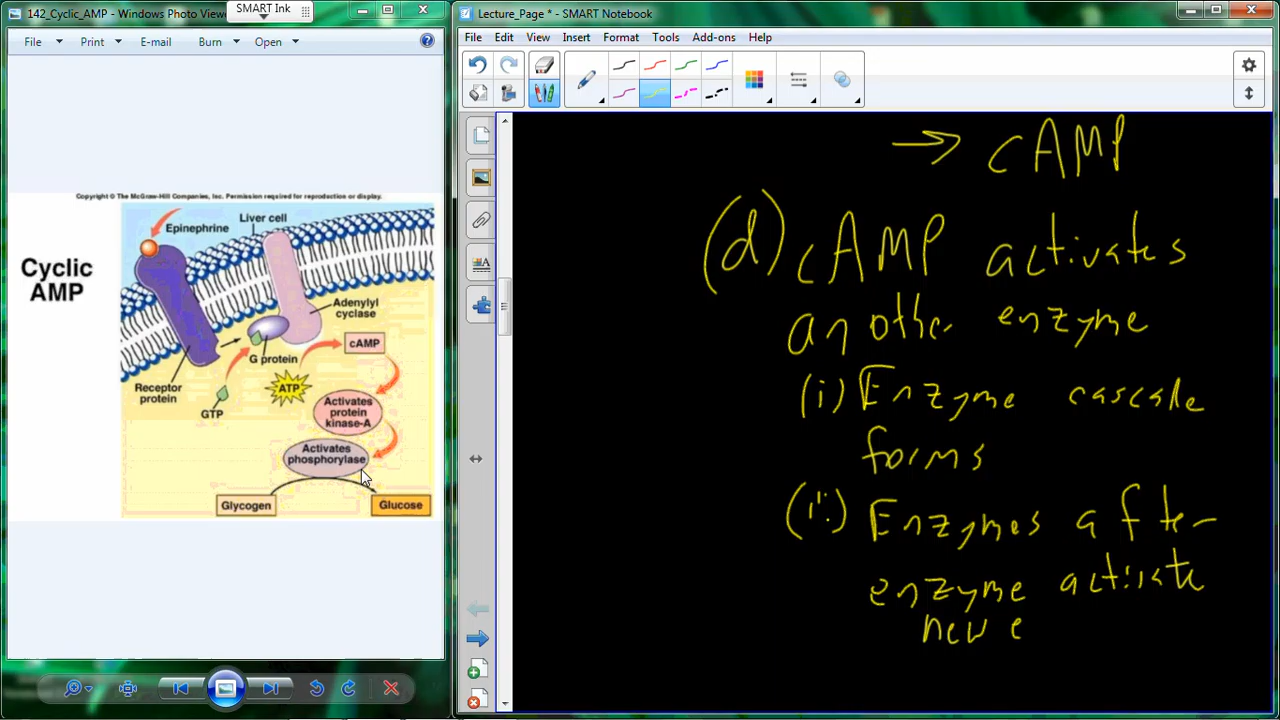 142_Cyclic_AMP - Windows Photo View
SMART Ink
File Print E-mail Burn Open
Copyright © The McGraw-Hill Companies, Inc. Permission required for reproduction or display.
Cyclic
AMP
Epinephrine
Liver cell
Adenylyl
cyclase
G protein
cAMP
Receptor
protein
GTP
ATP
Activates
protein
kinase-A
Activates
phosphorylase
Glycogen
Glucose
Lecture_Page * - SMART Notebook
File Edit View Insert Format Tools Add-ons Help
→ cAMP
(d) cAMP activates
another enzyme
(i) Enzyme cascade
forms
(ii) Enzymes after
enzyme activate
new e